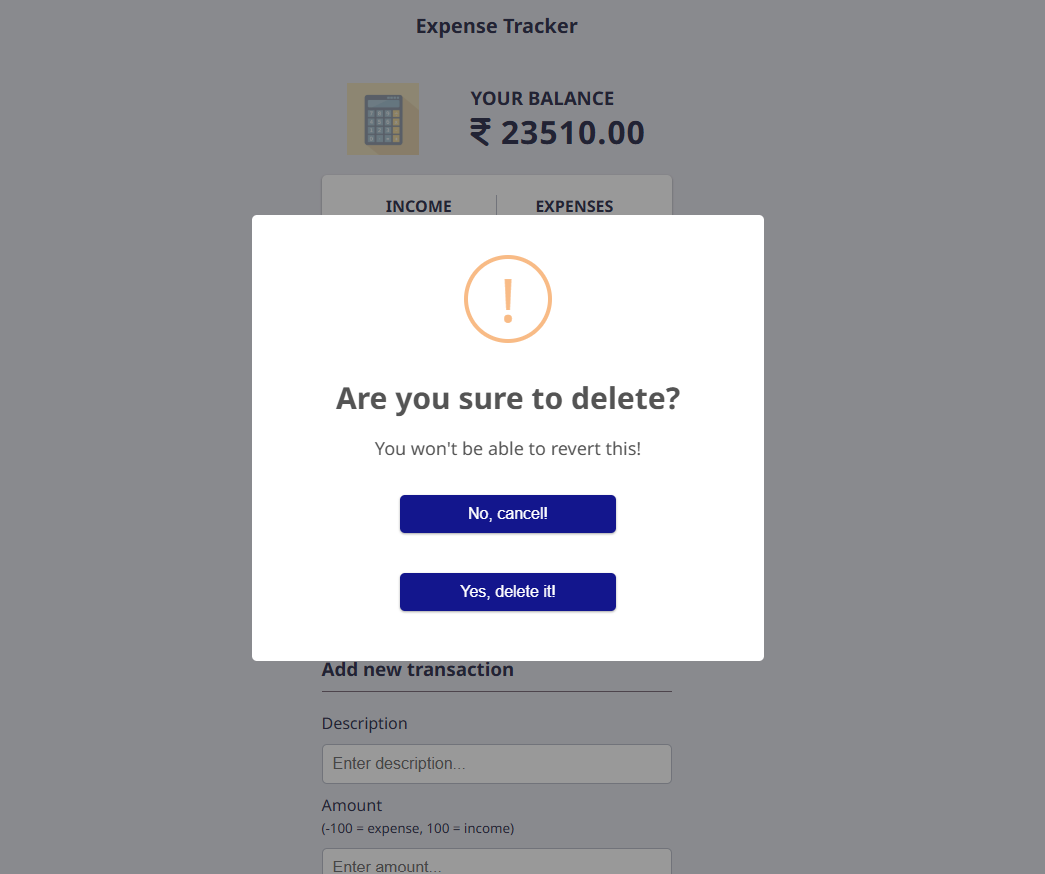 Expense Tracker
YOUR BALANCE
₹ 23510.00
INCOME EXPENSES
!
Are you sure to delete?
You won't be able to revert this!
No, cancel!
Yes, delete it!
Add new transaction
Description
Enter description...
Amount
(-100 = expense, 100 = income)
Enter amount...